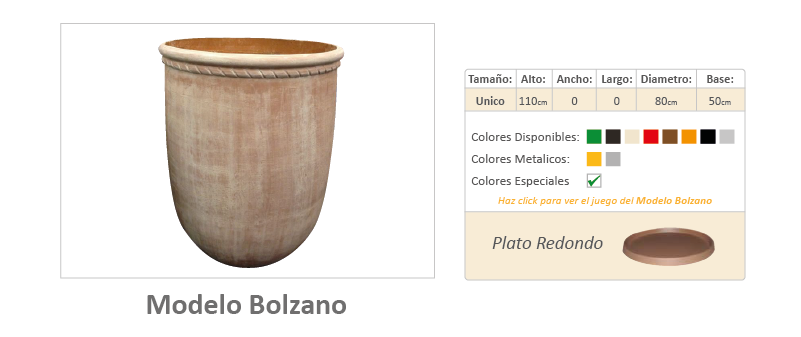 Tamaño: Alto: Ancho: Largo: Diametro: Base:
Unico 110cm 0 0 80cm 50cm
Colores Disponibles:
Colores Metalicos:
Colores Especiales
Haz click para ver el juego del Modelo Bolzano
Plato Redondo
Modelo Bolzano